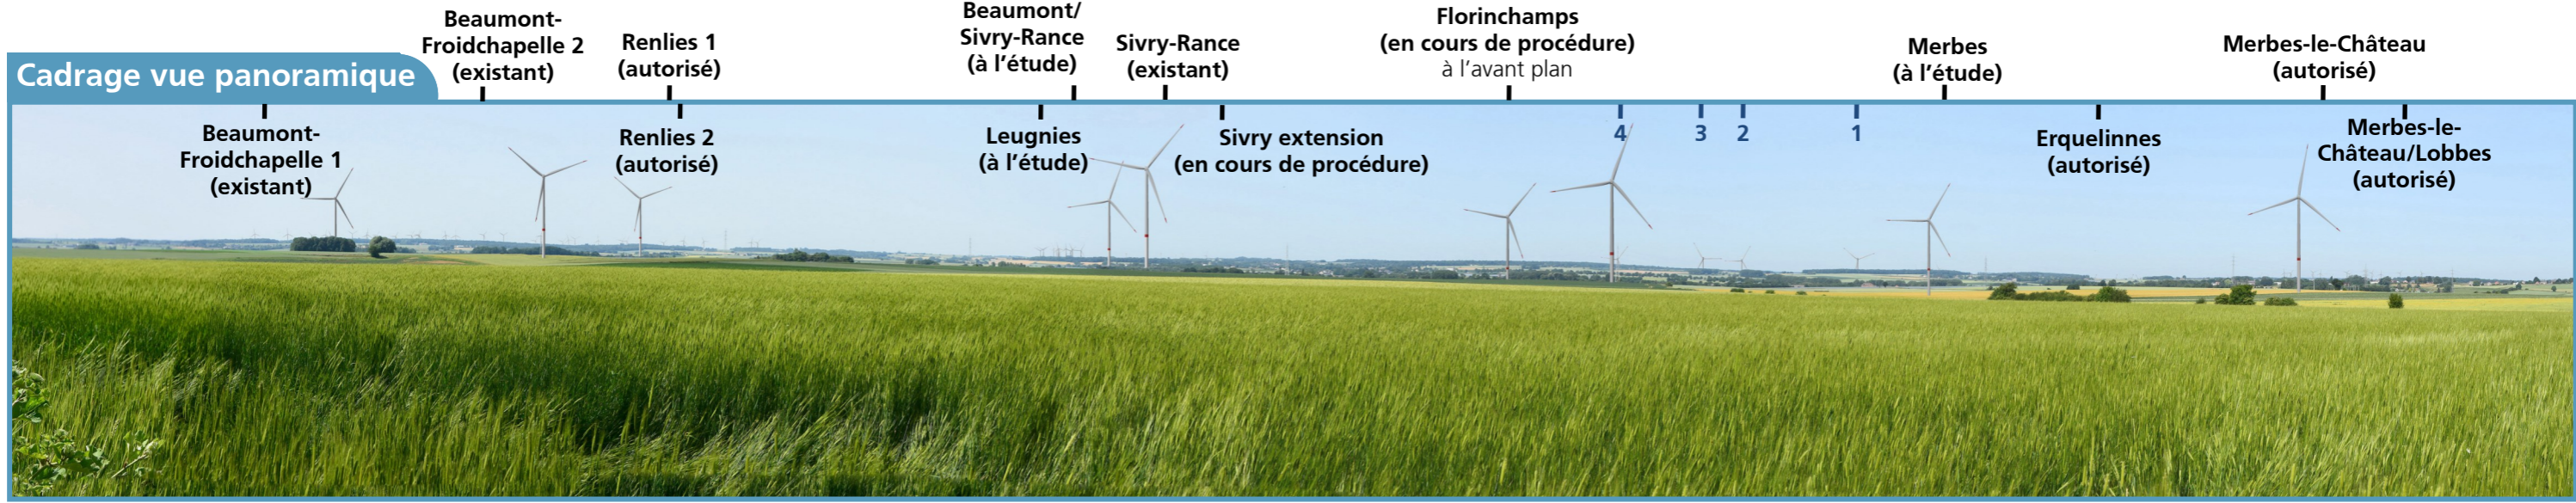 Cadrage vue panoramique
Beaumont-
Froidchapelle 2
(existant)
Renlies 1
(autorisé)
Beaumont/
Sivry-Rance
(à l’étude)
Sivry-Rance
(existant)
Florinchamps
(en cours de procédure)
à l’avant plan
Merbes
(à l’étude)
Merbes-le-Château
(autorisé)
Beaumont-
Froidchapelle 1
(existant)
Renlies 2
(autorisé)
Leugnies
(à l’étude)
Sivry extension
(en cours de procédure)
4
3
2
1
Erquelinnes
(autorisé)
Merbes-le-
Château/Lobbes
(autorisé)